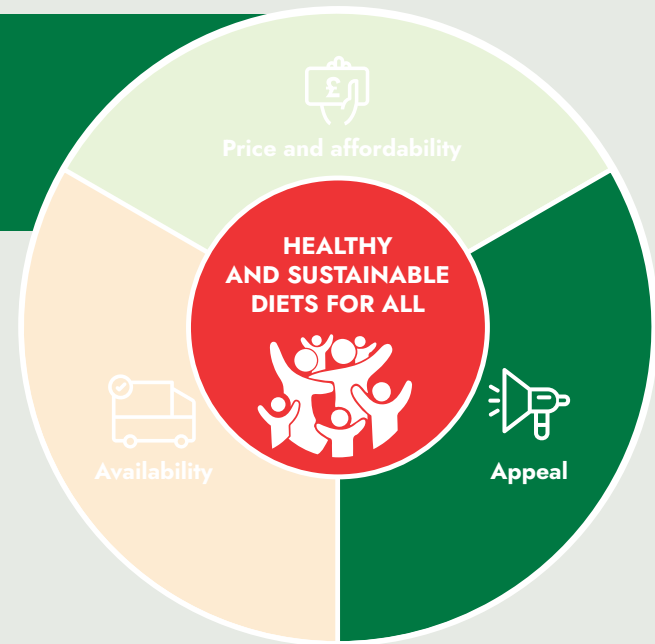 £
Price and affordability
HEALTHY
AND SUSTAINABLE
DIETS FOR ALL
Availability
Appeal